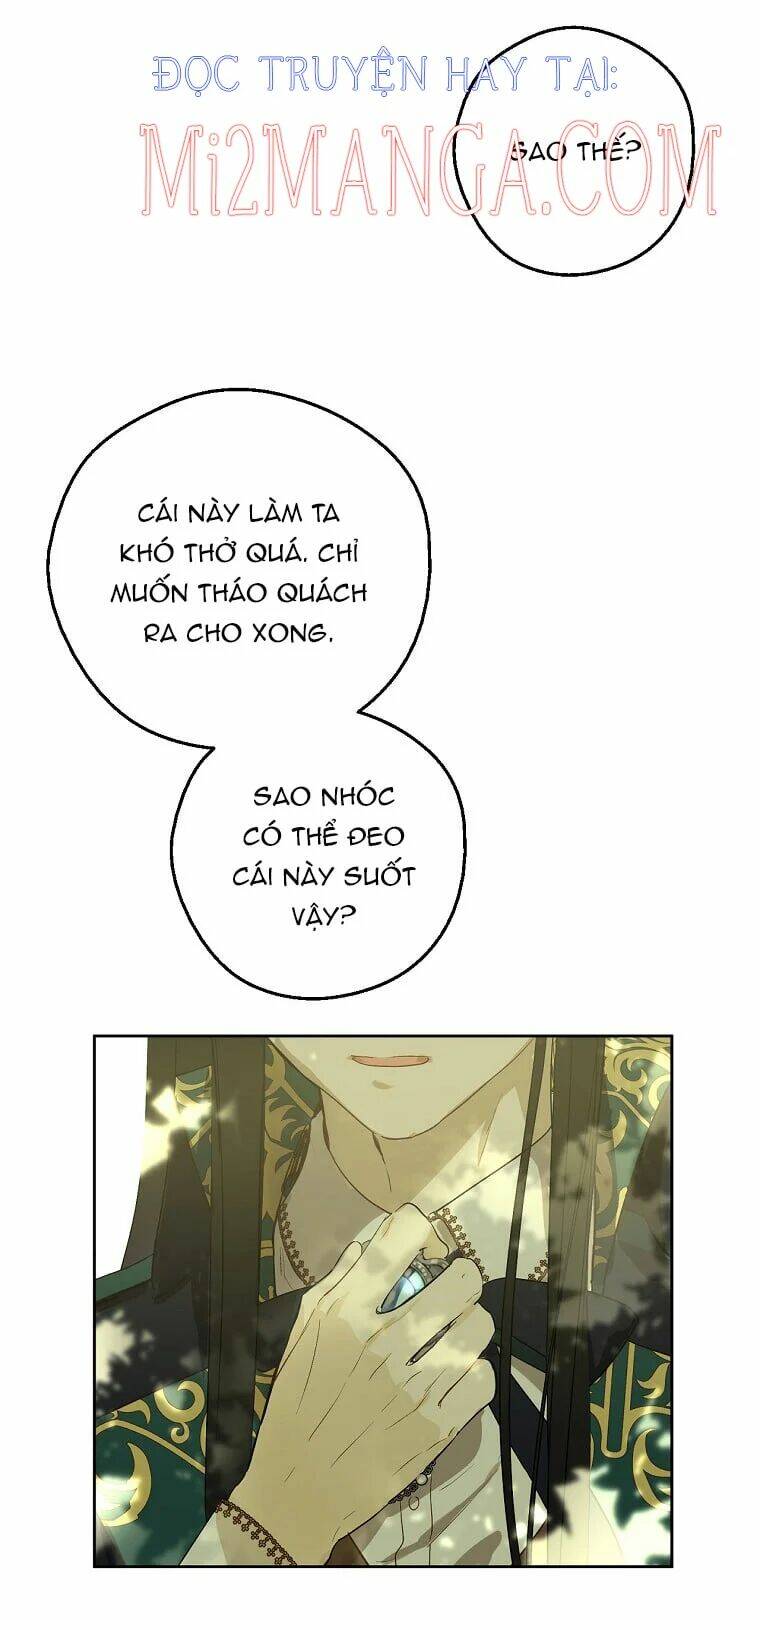 ĐỌC TRUYỆN HAY TẠI:
MI2MANGA.COM
SAO THẾ?
CÁI NÀY LÀM TA
KHÓ THỞ QUÁ. CHỈ
MUỐN THÁO QUÁCH
RA CHO XONG.
SAO NHÓC
CÓ THỂ ĐEO
CÁI NÀY SUỐT
VẬY?